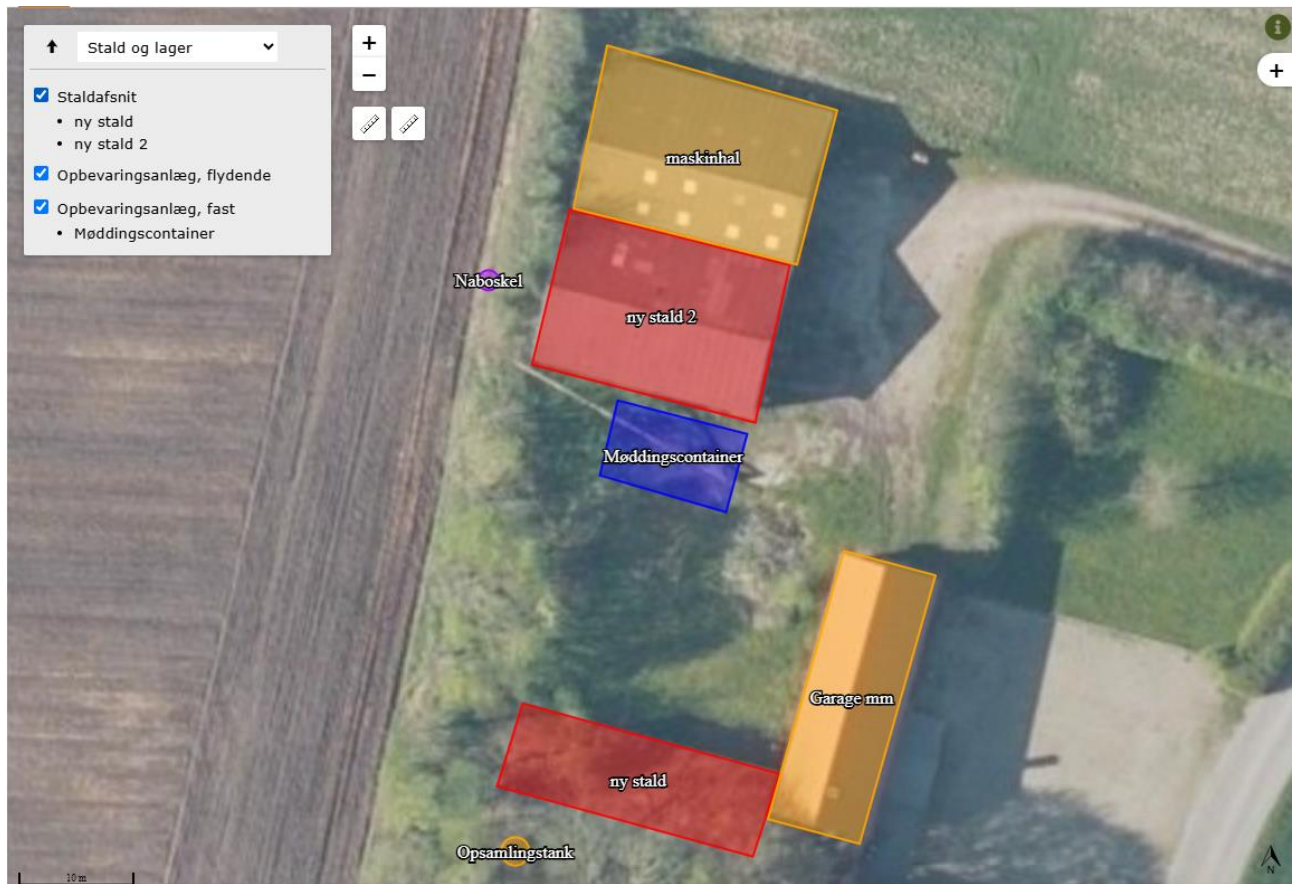 Stald og lager
Staldafsnit
ny stald
ny stald 2
Opbevaringsanlæg, flydende
Opbevaringsanlæg, fast
Møddingscontainer
+
−
i
+
maskinhal
Naboskel
ny stald 2
Møddingscontainer
Garage mm
ny stald
Opsamlingstank
10 m
N